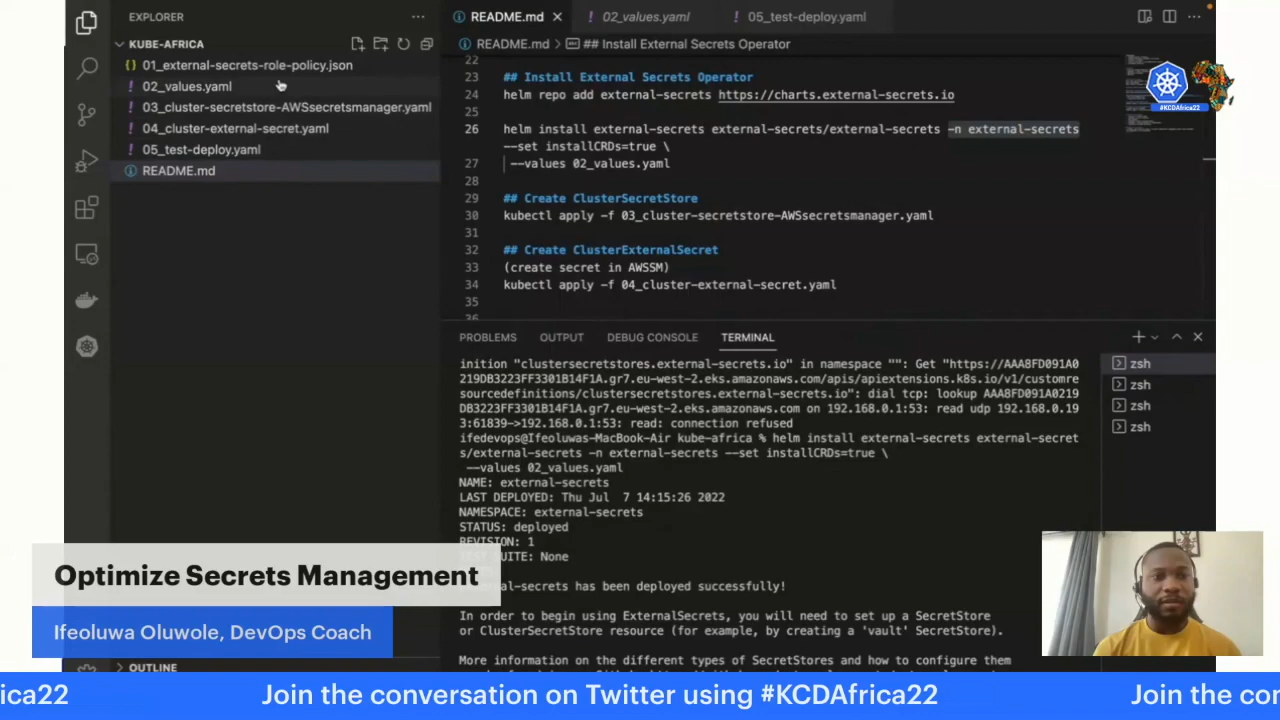 EXPLORER
KUBE-AFRICA
01_external-secrets-role-policy.json
02_values.yaml
03_cluster-secretstore-AWSsecretsmanager.yaml
04_cluster-external-secret.yaml
05_test-deploy.yaml
README.md
OUTLINE
README.md
02_values.yaml
05_test-deploy.yaml
README.md > ## Install External Secrets Operator
22
23 ## Install External Secrets Operator
24 helm repo add external-secrets https://charts.external-secrets.io
25
26 helm install external-secrets external-secrets/external-secrets -n external-secrets
--set installCRDs=true \
27 --values 02_values.yaml
28
29 ## Create ClusterSecretStore
30 kubectl apply -f 03_cluster-secretstore-AWSsecretsmanager.yaml
31
32 ## Create ClusterExternalSecret
33 (create secret in AWSSM)
34 kubectl apply -f 04_cluster-external-secret.yaml
35
36
PROBLEMS OUTPUT DEBUG CONSOLE TERMINAL
inition "clustersecretstores.external-secrets.io" in namespace "": Get "https://AAA8FD091A0
219DB3223FF3301B14F1A.gr7.eu-west-2.eks.amazonaws.com/apis/apiextensions.k8s.io/v1/customre
sourcedefinitions/clustersecretstores.external-secrets.io": dial tcp: lookup AAA8FD091A0219
DB3223FF3301B14F1A.gr7.eu-west-2.eks.amazonaws.com on 192.168.0.1:53: read udp 192.168.0.19
3:61839->192.168.0.1:53: read: connection refused
ifedevops@Ifeoluwas-MacBook-Air kube-africa % helm install external-secrets external-secret
s/external-secrets -n external-secrets --set installCRDs=true \
--values 02_values.yaml
NAME: external-secrets
LAST DEPLOYED: Thu Jul 7 14:15:26 2022
NAMESPACE: external-secrets
STATUS: deployed
REVISION: 1
SUITE: None
al-secrets has been deployed successfully!
In order to begin using ExternalSecrets, you will need to set up a SecretStore
or ClusterSecretStore resource (for example, by creating a 'vault' SecretStore).
More information on the different types of SecretStores and how to configure them
zsh
zsh
zsh
zsh
#KCDAfrica22
Optimize Secrets Management
Ifeoluwa Oluwole, DevOps Coach
rica22 Join the conversation on Twitter using #KCDAfrica22 Join the con